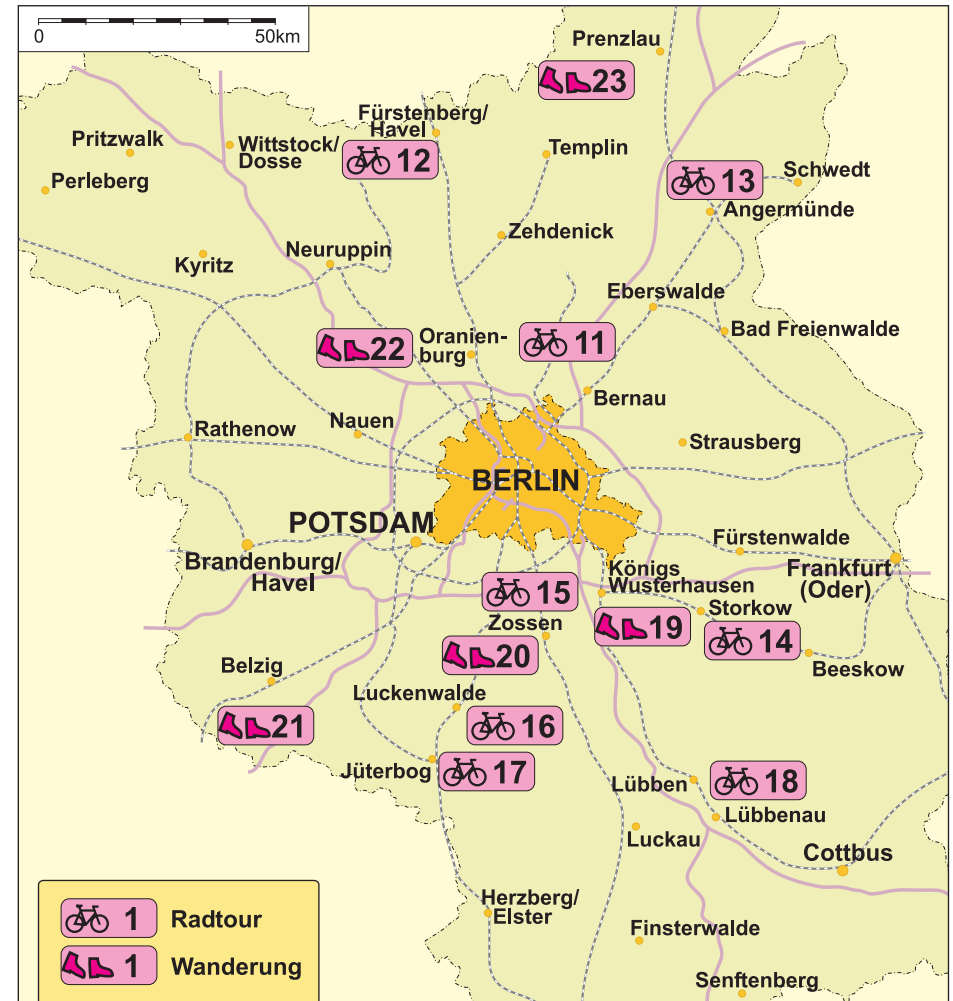 0 50km
Prenzlau
23
Fürstenberg/
Havel
Pritzwalk
Wittstock/
Dosse
12
Templin
Perleberg
13
Schwedt
Angermünde
Zehdenick
Neuruppin
Kyritz
Eberswalde
Bad Freienwalde
22
Oranien-
burg
11
Bernau
Nauen
Rathenow
Strausberg
BERLIN
POTSDAM
Brandenburg/
Havel
Fürstenwalde
Frankfurt
(Oder)
Königs
Wusterhausen
15
Storkow
Zossen
19
14
20
Beeskow
Belzig
Luckenwalde
21
16
Jüterbog
17
Lübben
18
Lübbenau
Luckau
Cottbus
Herzberg/
Elster
Finsterwalde
Senftenberg
1 Radtour
1 Wanderung